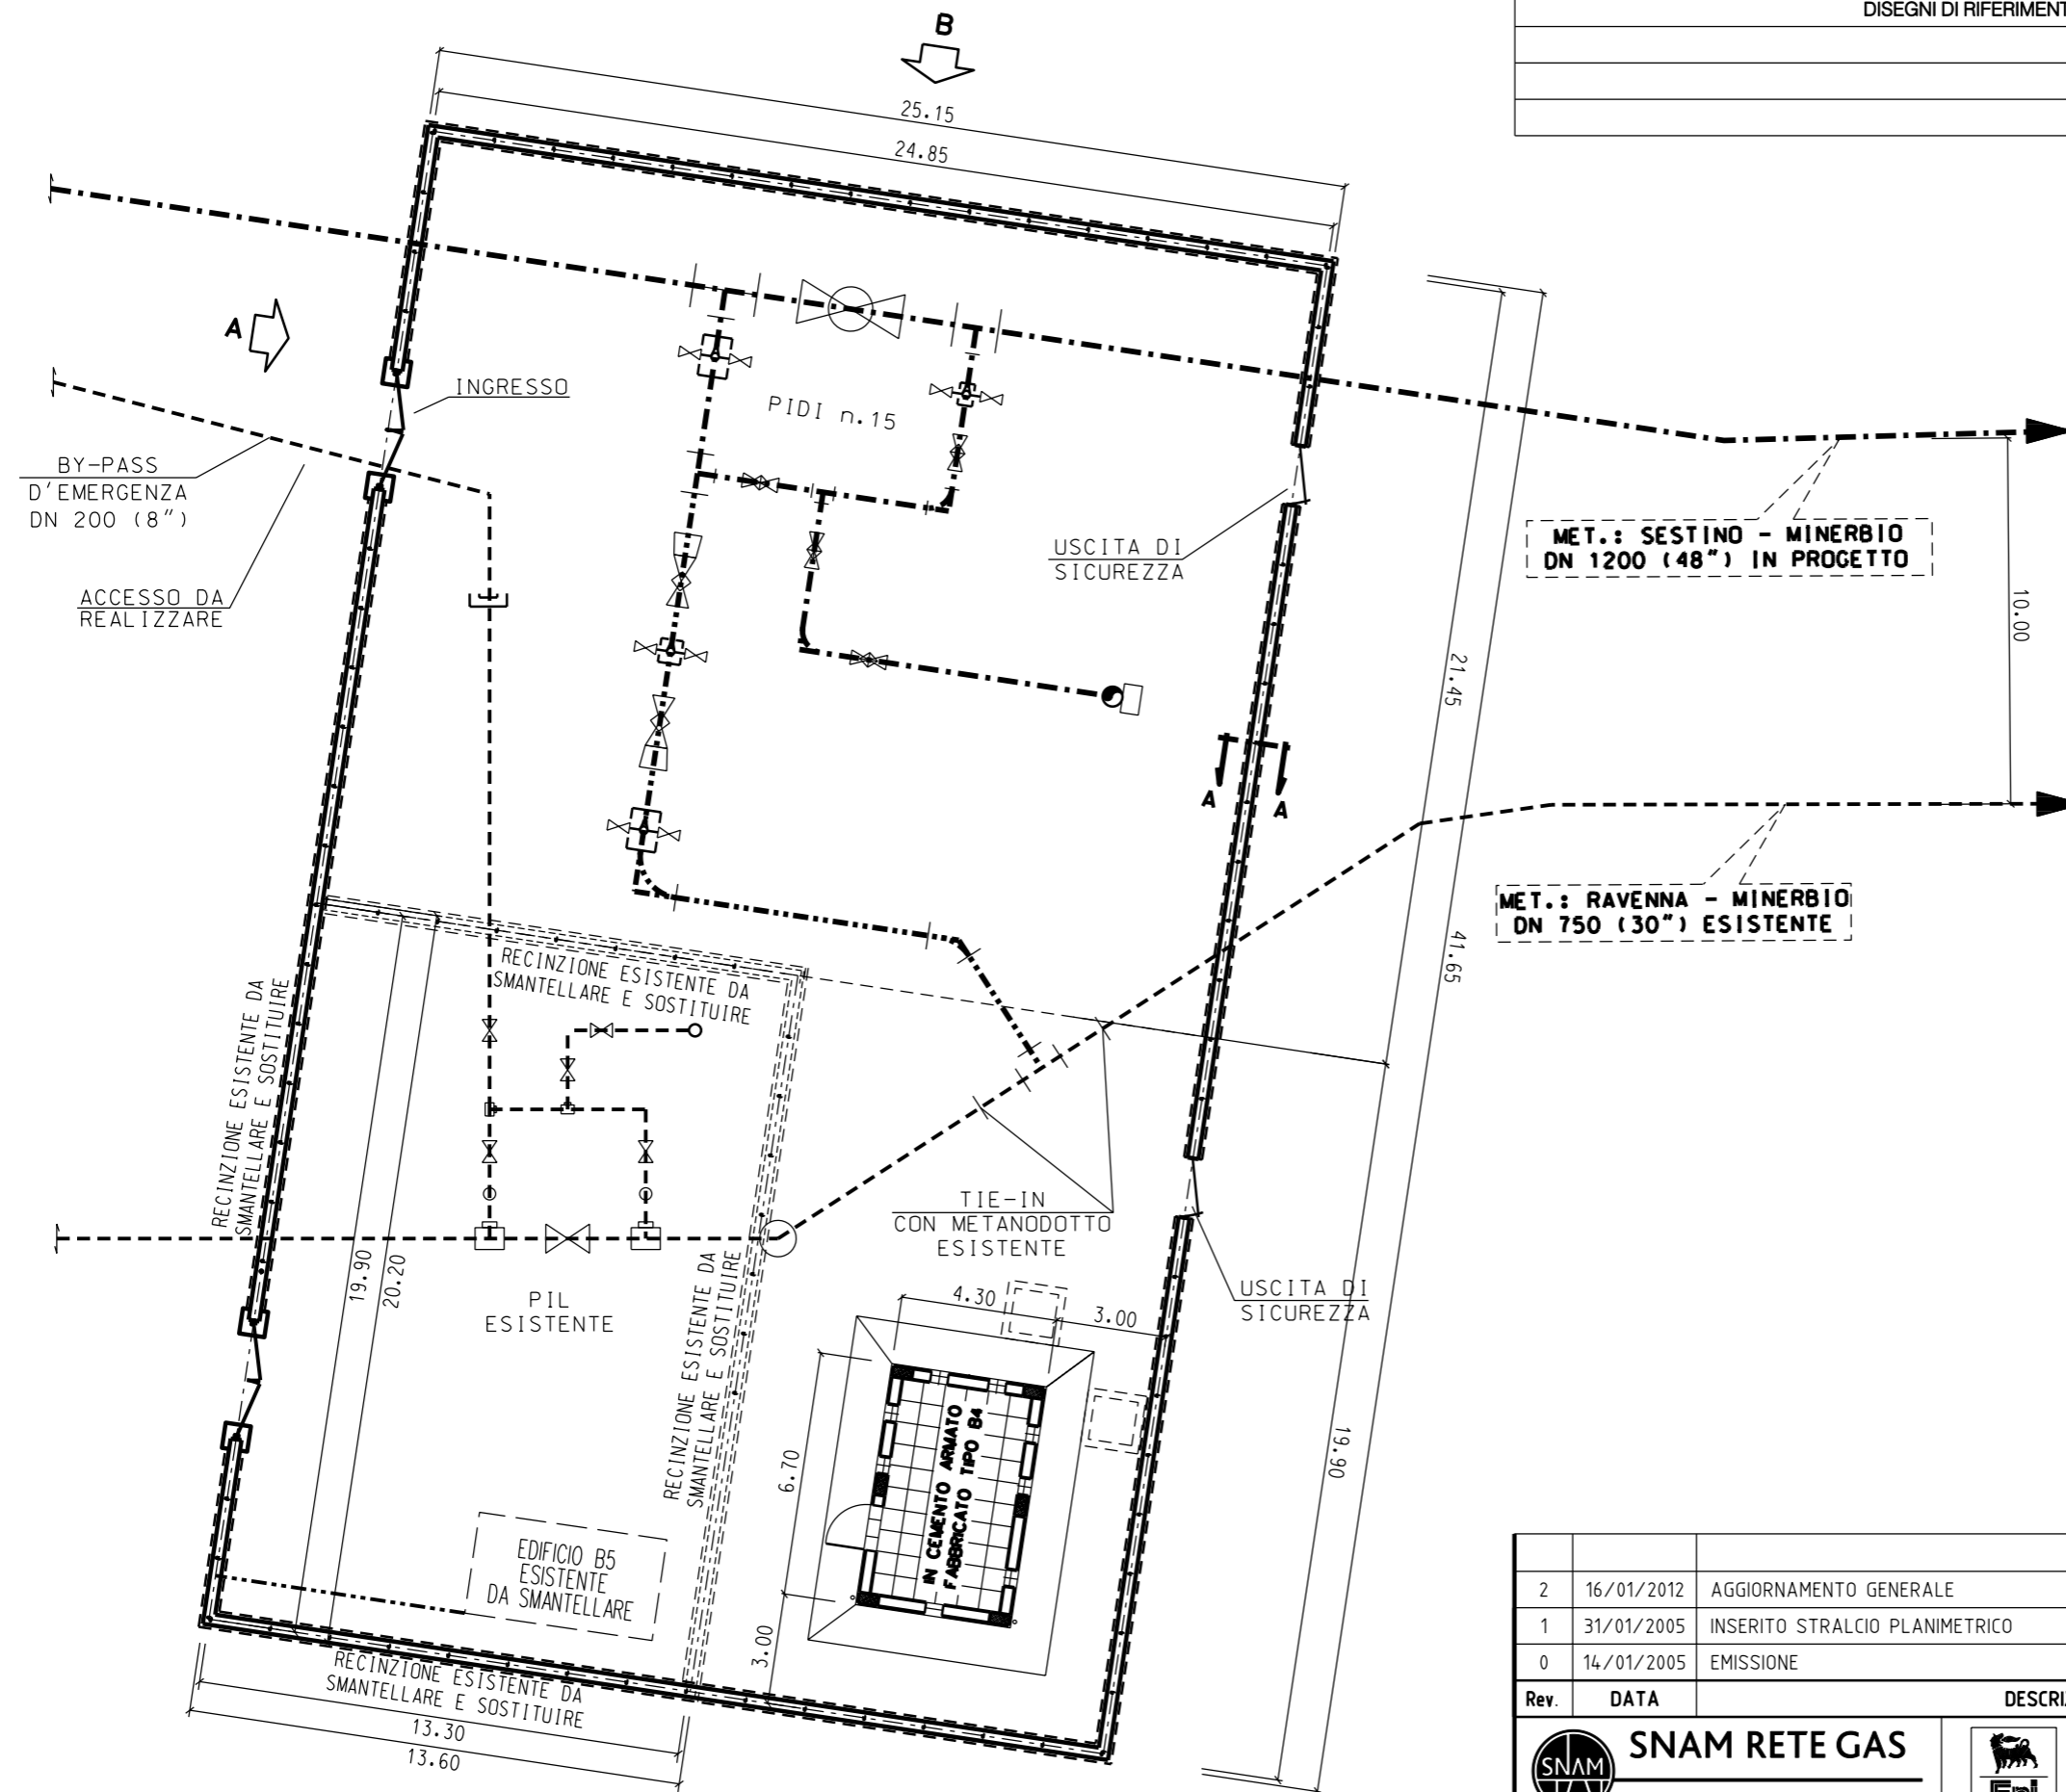 DISEGNI DI RIFERIMENT
B
25.15
24.85
A
INGRESSO
PIDI n.15
BY-PASS
D'EMERGENZA
DN 200 (8")
ACCESSO DA
REALIZZARE
USCITA DI
SICUREZZA
MET.: SESTINO - MINERBIO
DN 1200 (48") IN PROGETTO
10.00
21.45
41.65
A
A
MET.: RAVENNA - MINERBIO
DN 750 (30") ESISTENTE
RECINZIONE ESISTENTE DA
SMANTELLARE E SOSTITUIRE
RECINZIONE ESISTENTE DA
SMANTELLARE E SOSTITUIRE
TIE-IN
CON METANODOTTO
ESISTENTE
19.90
20.20
PIL
ESISTENTE
RECINZIONE ESISTENTE DA
SMANTELLARE E SOSTITUIRE
4.30
3.00
USCITA DI
SICUREZZA
6.70
IN CEMENTO ARMATO
FABBRICATO TIPO B4
19.90
EDIFICIO B5
ESISTENTE
DA SMANTELLARE
3.00
RECINZIONE ESISTENTE DA
SMANTELLARE E SOSTITUIRE
13.30
13.60
2 16/01/2012 AGGIORNAMENTO GENERALE
1 31/01/2005 INSERITO STRALCIO PLANIMETRICO
0 14/01/2005 EMISSIONE
Rev. DATA DESCRI
SNAM
SNAM RETE GAS
Eni